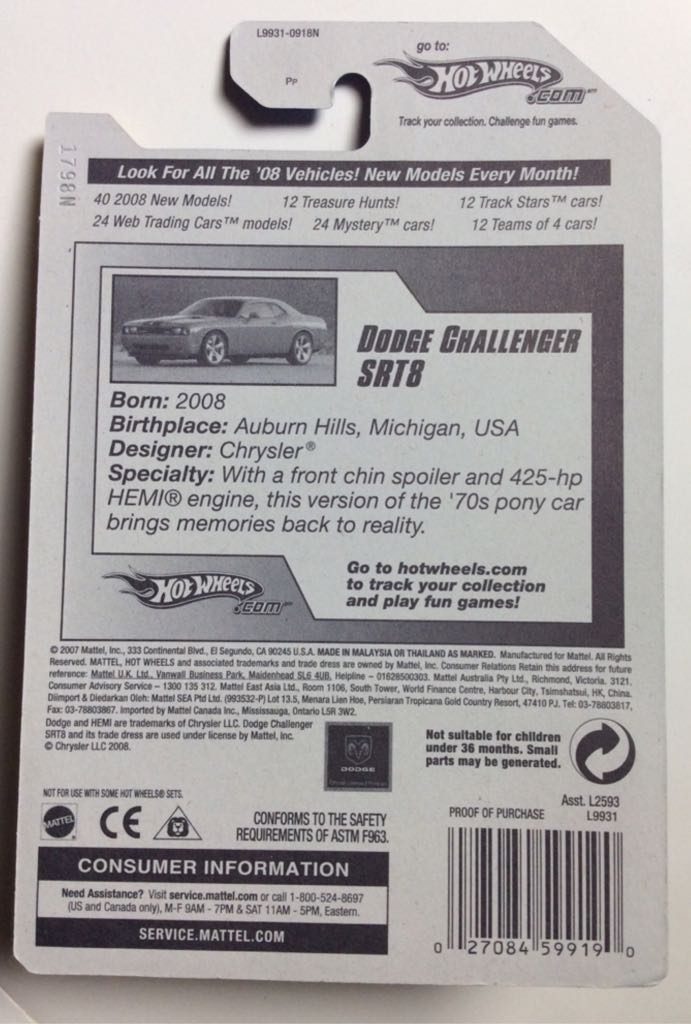 L9931-0918N
go to:
Pp
HOT WHEELS
.COM™
Track your collection. Challenge fun games.
1798N
Look For All The '08 Vehicles! New Models Every Month!
40 2008 New Models! 12 Treasure Hunts! 12 Track Stars™ cars!
24 Web Trading Cars™ models! 24 Mystery™ cars! 12 Teams of 4 cars!
DODGE CHALLENGER
SRT8
Born: 2008
Birthplace: Auburn Hills, Michigan, USA
Designer: Chrysler®
Specialty: With a front chin spoiler and 425-hp
HEMI® engine, this version of the '70s pony car
brings memories back to reality.
HOT WHEELS
.COM™
Go to hotwheels.com
to track your collection
and play fun games!
© 2007 Mattel, Inc., 333 Continental Blvd., El Segundo, CA 90245 U.S.A. MADE IN MALAYSIA OR THAILAND AS MARKED. Manufactured for Mattel. All Rights
Reserved. MATTEL, HOT WHEELS and associated trademarks and trade dress are owned by Mattel, Inc. Consumer Relations Retain this address for future
reference: Mattel U.K. Ltd., Vanwall Business Park, Maidenhead SL6 4UB. Helpline – 01628500303. Mattel Australia Pty Ltd., Richmond, Victoria. 3121.
Consumer Advisory Service – 1300 135 312. Mattel East Asia Ltd., Room 1106, South Tower, World Finance Centre, Harbour City, Tsimshatsui, HK, China.
Diimport & Diedarkan Oleh: Mattel SEA Ptd Ltd. (993532-P) Lot 13.5, Menara Lien Hoe, Persiaran Tropicana Gold Country Resort, 47410 PJ. Tel: 03-78803817,
Fax: 03-78803867. Imported by Mattel Canada Inc., Mississauga, Ontario L5R 3W2.
Dodge and HEMI are trademarks of Chrysler LLC. Dodge Challenger
SRT8 and its trade dress are used under license by Mattel, Inc.
© Chrysler LLC 2008.
DODGE
Not suitable for children
under 36 months. Small
parts may be generated.
NOT FOR USE WITH SOME HOT WHEELS® SETS.
MATTEL
CE
CONFORMS TO THE SAFETY
REQUIREMENTS OF ASTM F963.
Asst. L2593
PROOF OF PURCHASE L9931
CONSUMER INFORMATION
Need Assistance? Visit service.mattel.com or call 1-800-524-8697
(US and Canada only), M-F 9AM - 7PM & SAT 11AM - 5PM, Eastern.
SERVICE.MATTEL.COM
0 27084 59919 0